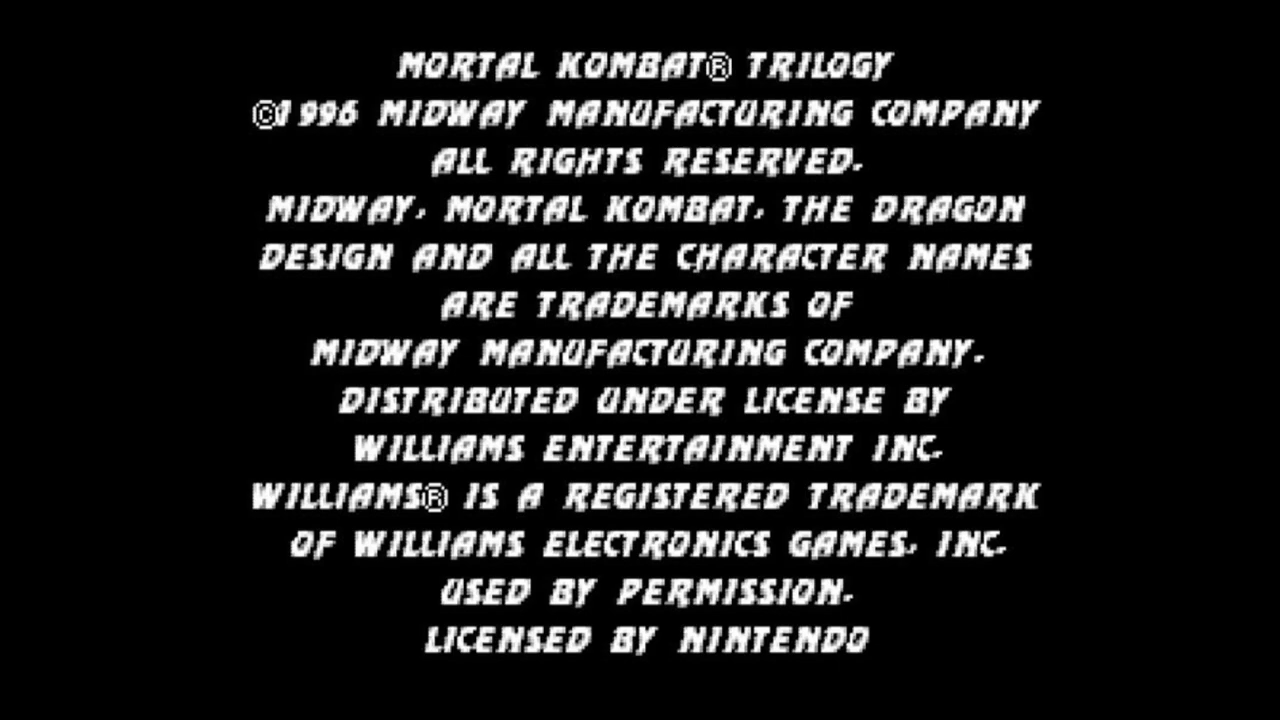 MORTAL KOMBAT® TRILOGY
©1996 MIDWAY MANUFACTURING COMPANY
ALL RIGHTS RESERVED.
MIDWAY, MORTAL KOMBAT, THE DRAGON
DESIGN AND ALL THE CHARACTER NAMES
ARE TRADEMARKS OF
MIDWAY MANUFACTURING COMPANY.
DISTRIBUTED UNDER LICENSE BY
WILLIAMS ENTERTAINMENT INC.
WILLIAMS® IS A REGISTERED TRADEMARK
OF WILLIAMS ELECTRONICS GAMES, INC.
USED BY PERMISSION.
LICENSED BY NINTENDO